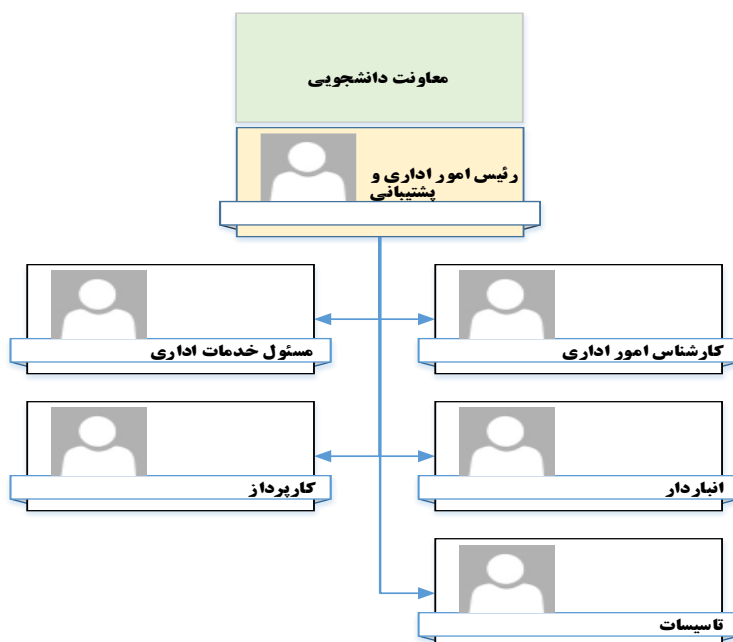 معاونت دانشجویی
رئیس امور اداری و
پشتیبانی
کارشناس امور اداری
مسئول خدمات اداری
انباردار
کارپرداز
تاسیسات